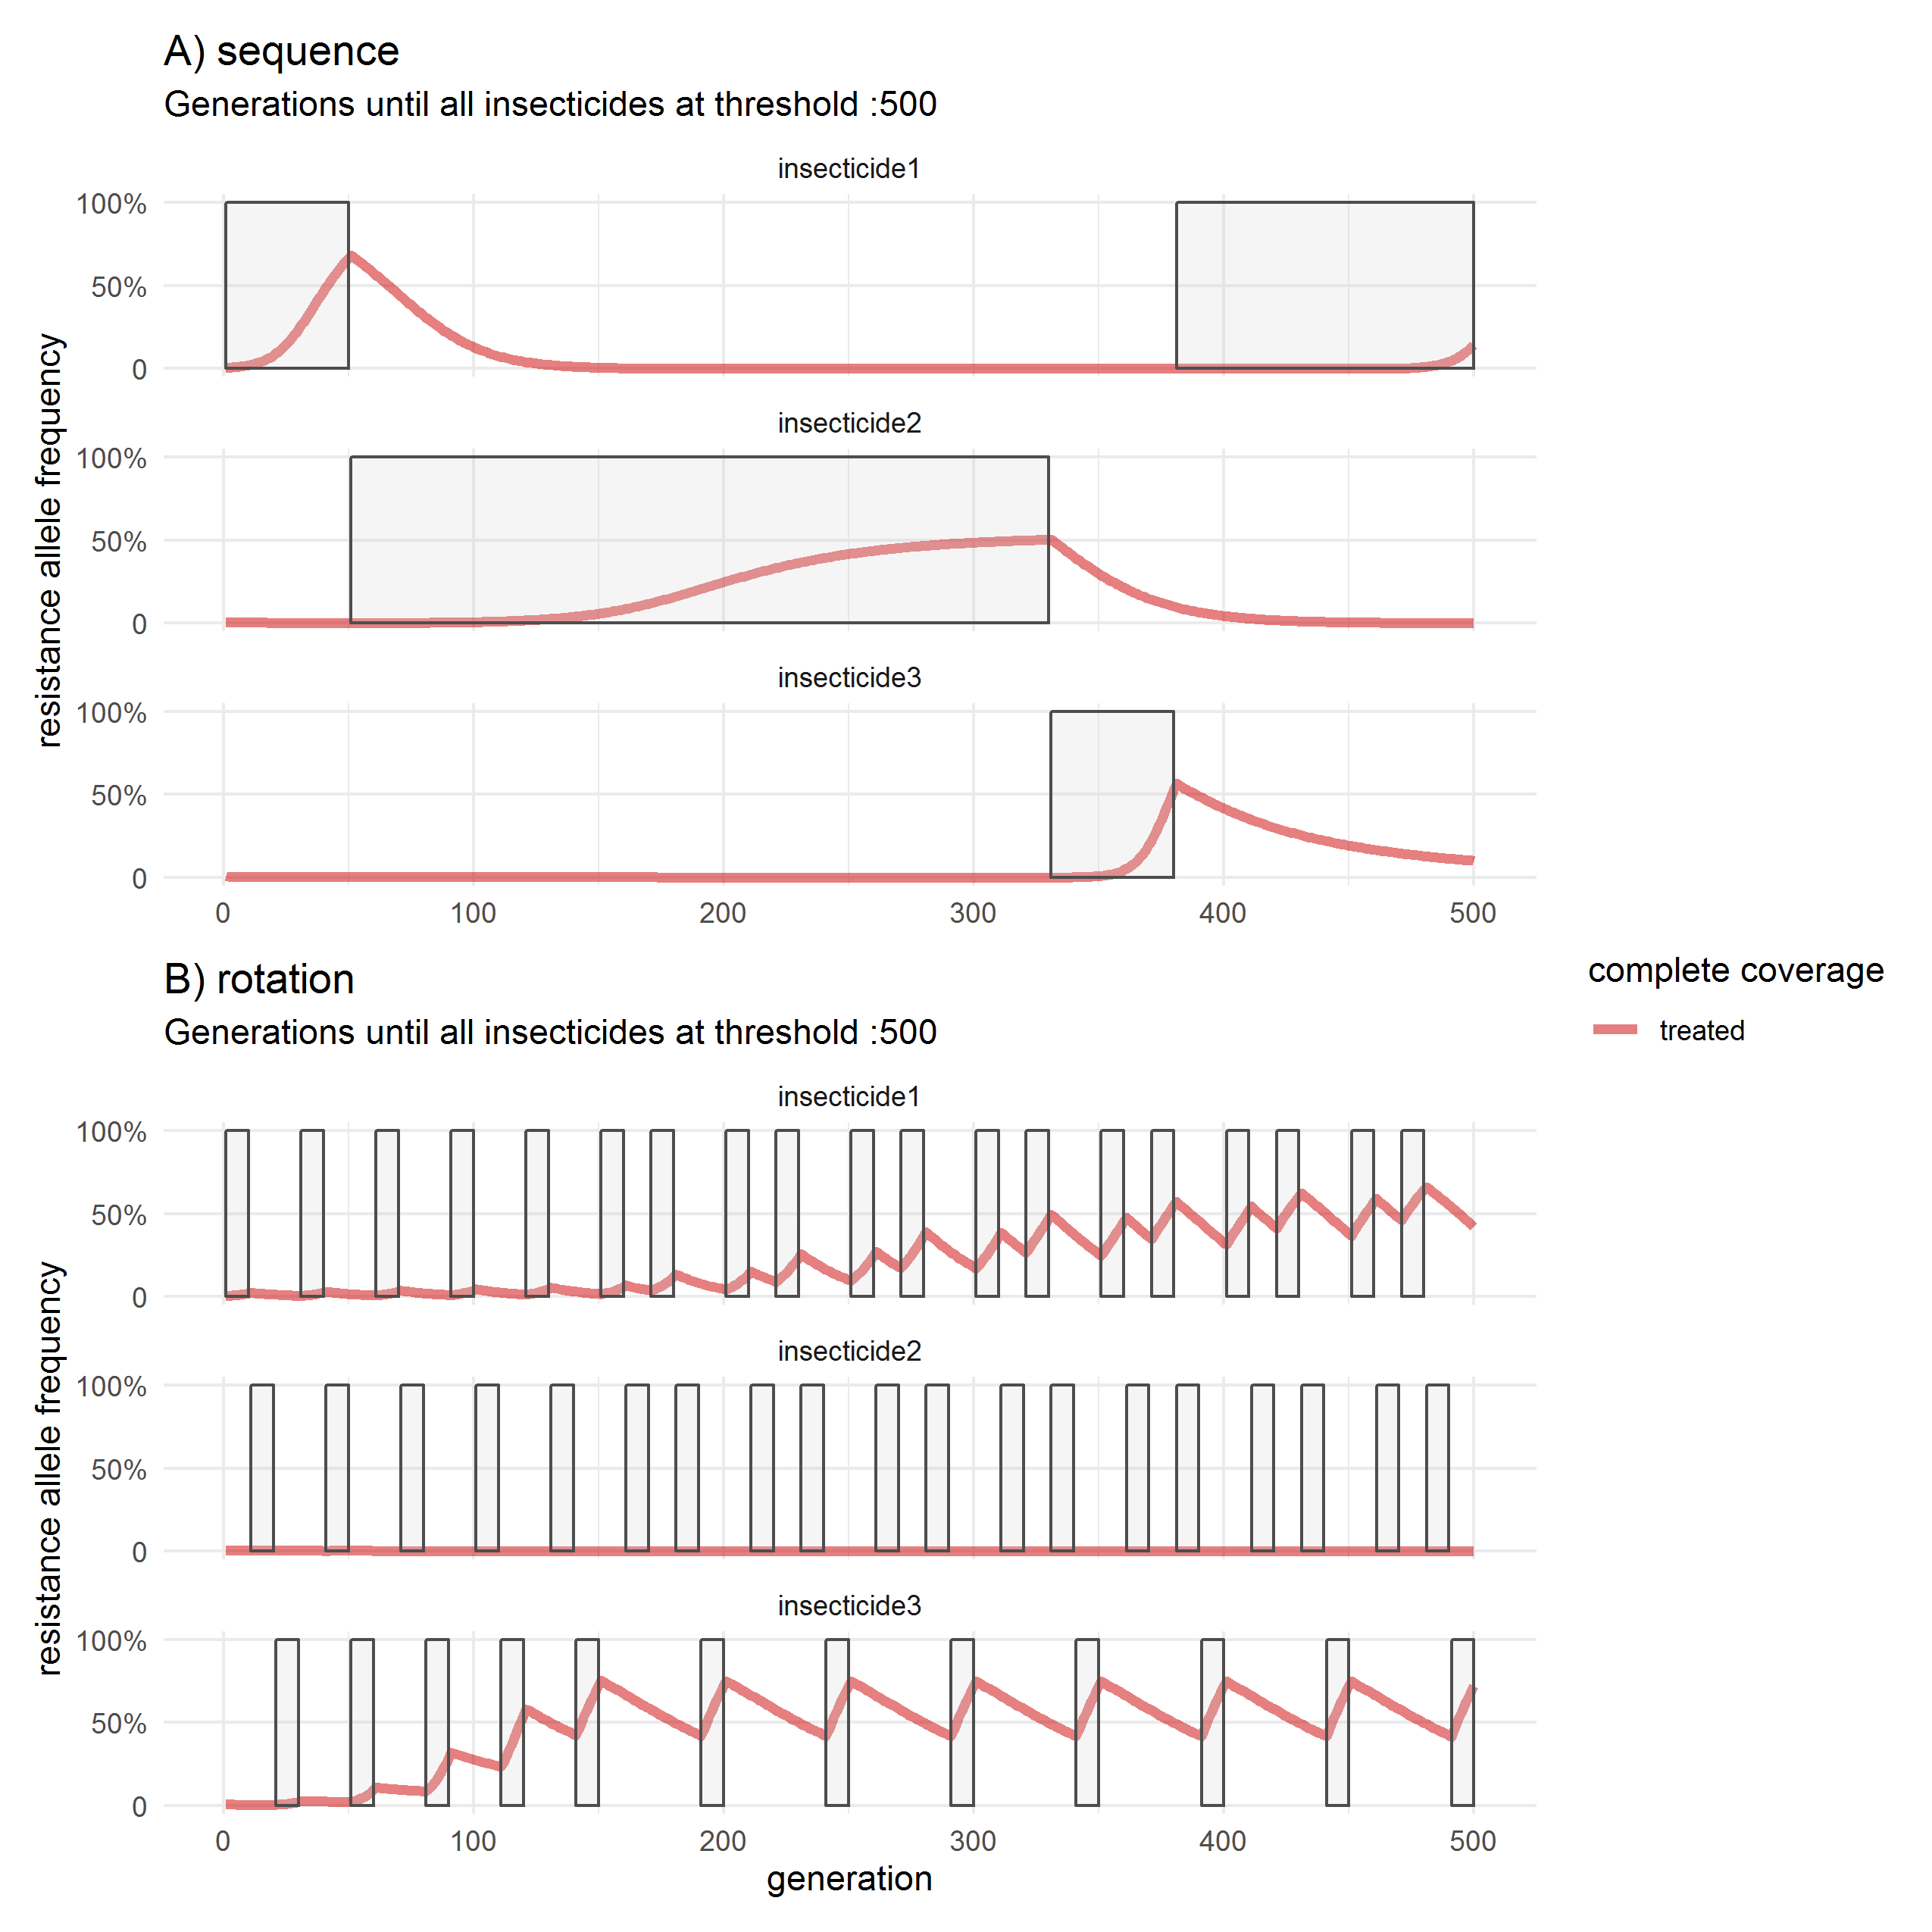 A) sequence
Generations until all insecticides at threshold :500
insecticide1
100%
50%
0
insecticide2
100%
50%
0
insecticide3
100%
50%
0
resistance allele frequency
0 100 200 300 400 500
B) rotation
Generations until all insecticides at threshold :500
insecticide1
100%
50%
0
insecticide2
100%
50%
0
insecticide3
100%
50%
0
resistance allele frequency
0 100 200 300 400 500
generation
complete coverage
treated